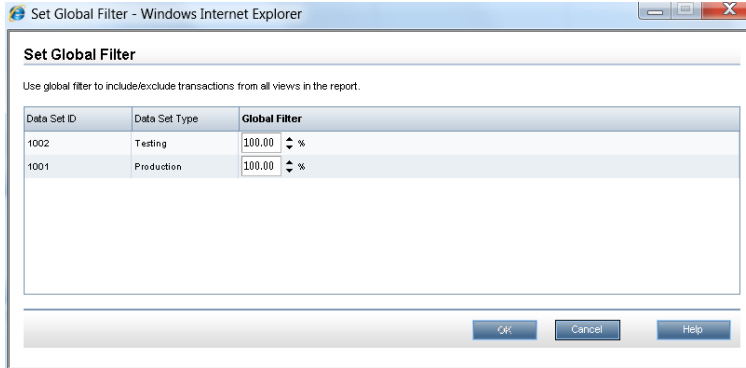 Set Global Filter - Windows Internet Explorer
Set Global Filter
Use global filter to include/exclude transactions from all views in the report.
Data Set ID Data Set Type Global Filter
1002 Testing 100.00 %
1001 Production 100.00 %
OK Cancel Help